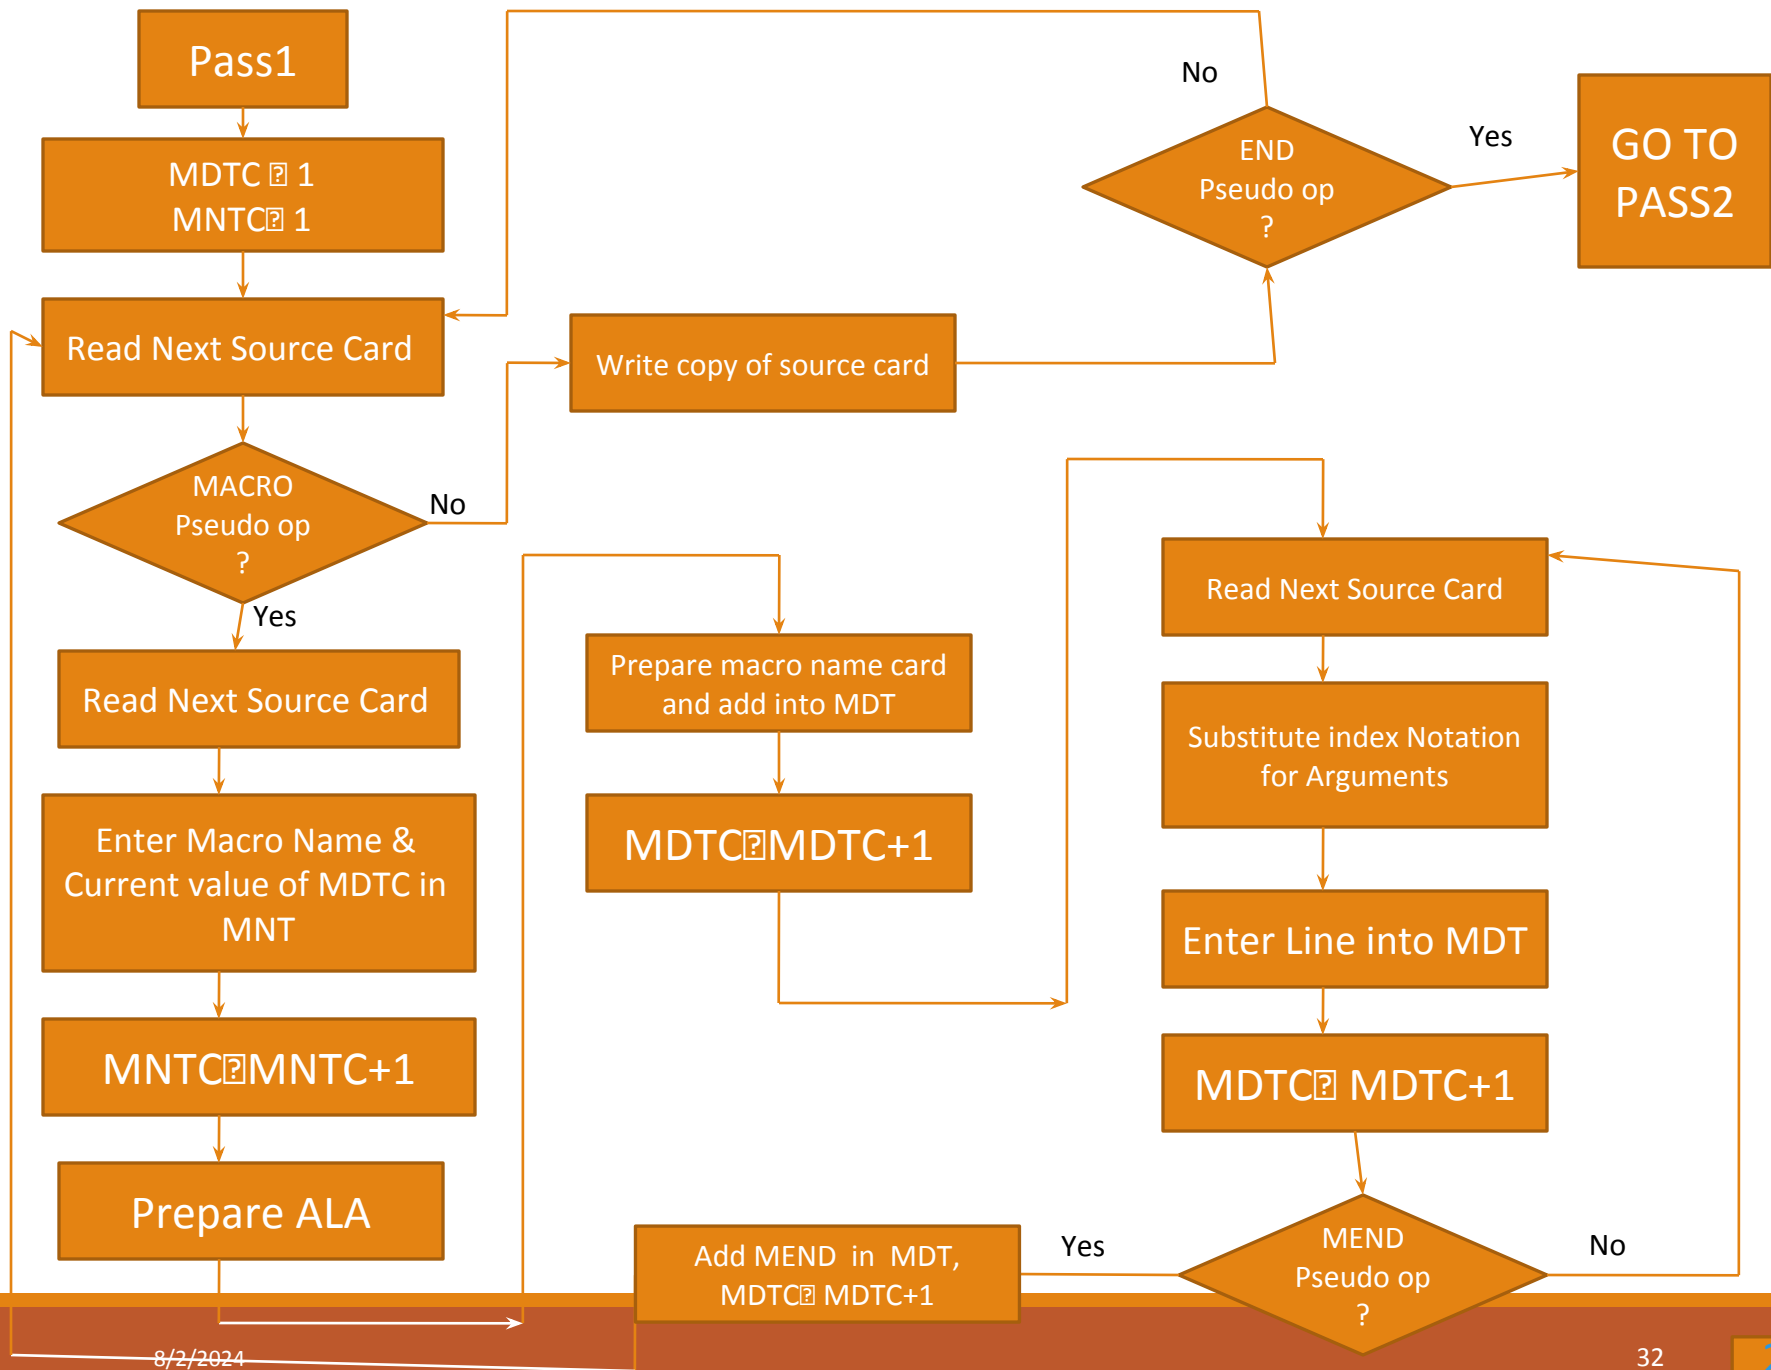 Pass1
MDTC � 1
MNTC� 1
Read Next Source Card
MACRO
Pseudo op
?
No
Yes
Read Next Source Card
Enter Macro Name &
Current value of MDTC in
MNT
MNTC�MNTC+1
Prepare ALA
Write copy of source card
END
Pseudo op
?
No
Yes
GO TO
PASS2
Prepare macro name card
and add into MDT
MDTC�MDTC+1
Read Next Source Card
Substitute index Notation
for Arguments
Enter Line into MDT
MDTC� MDTC+1
MEND
Pseudo op
?
No
Yes
Add MEND in MDT,
MDTC� MDTC+1
8/2/2024
32